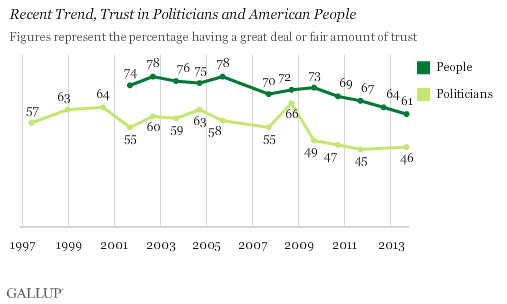 Recent Trend, Trust in Politicians and American People
Figures represent the percentage having a great deal or fair amount of trust
74 78 76 75 78 70 72 73 69 67 64 61
57 63 64 55 60 59 63 58 55 66 49 47 45 46
People
Politicians
1997 1999 2001 2003 2005 2007 2009 2011 2013
GALLUP®